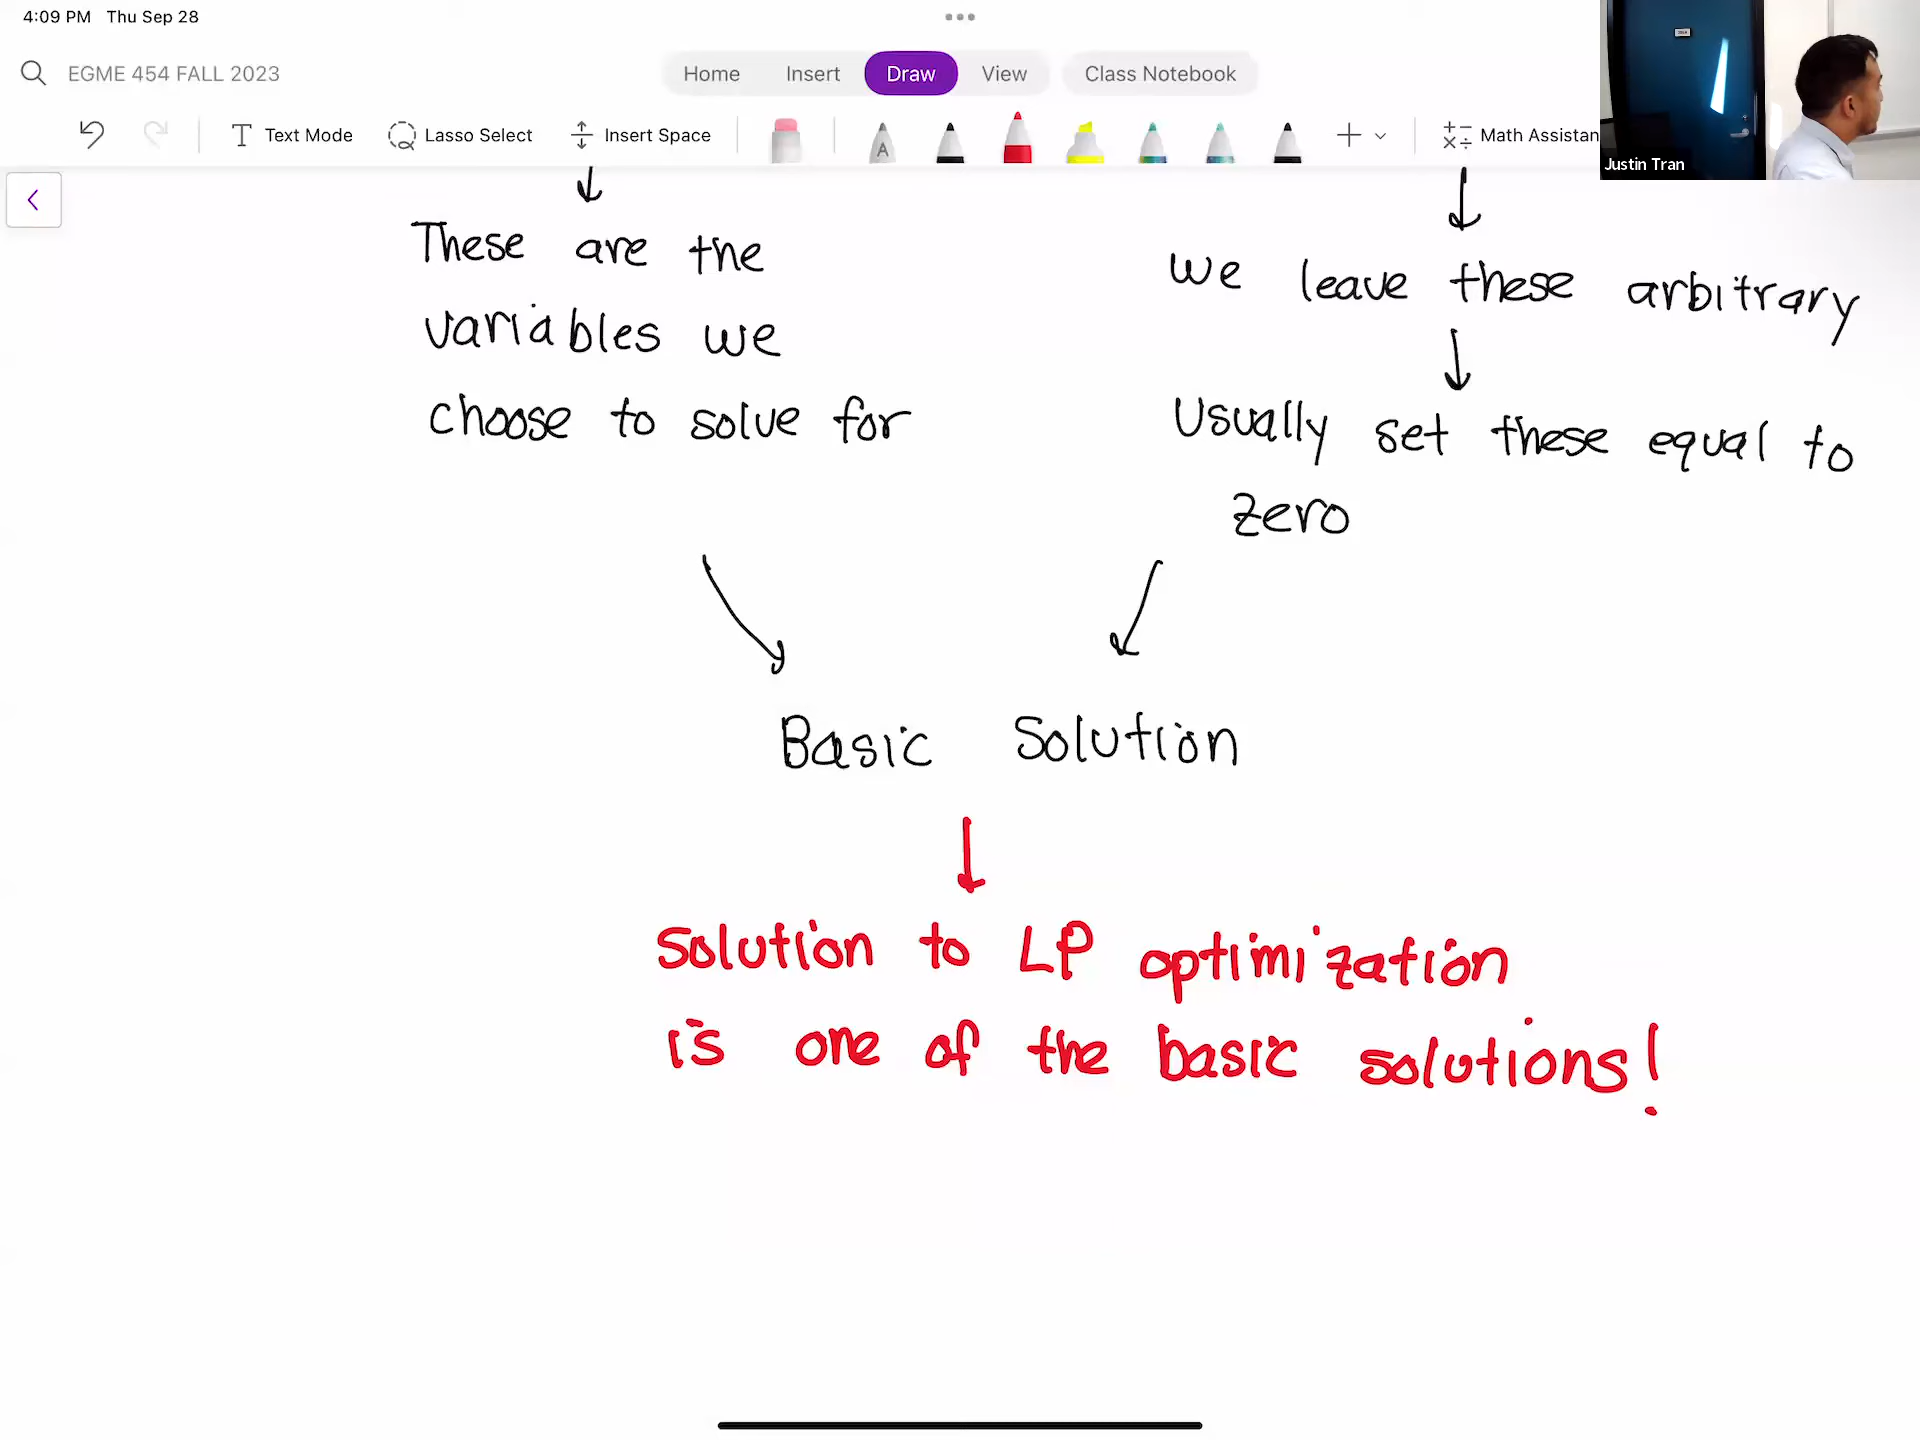 4:09 PM Thu Sep 28
EGME 454 FALL 2023
Home Insert Draw View Class Notebook
Text Mode Lasso Select Insert Space A Math Assistan
Justin Tran
These are the
variables we
choose to solve for
we leave these arbitrary
Usually set these equal to
zero
Basic Solution
Solution to LP optimization
is one of the basic solutions!